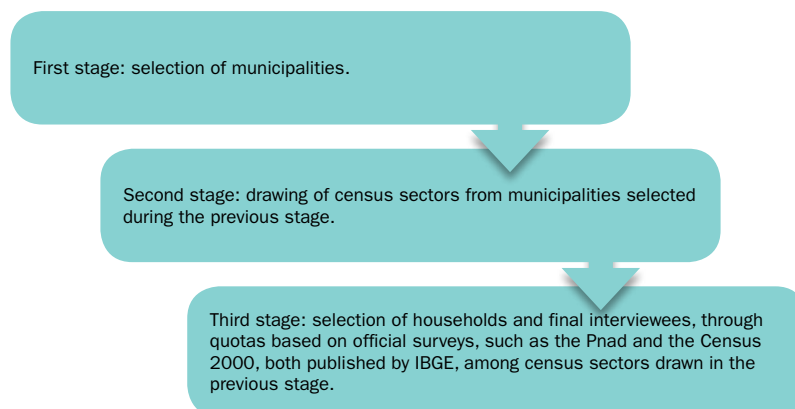 First stage: selection of municipalities.
Second stage: drawing of census sectors from municipalities selected
during the previous stage.
Third stage: selection of households and final interviewees, through
quotas based on official surveys, such as the Pnad and the Census
2000, both published by IBGE, among census sectors drawn in the
previous stage.